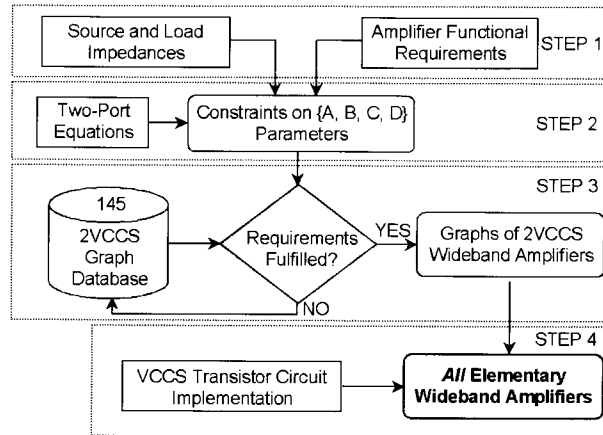 Source and Load
Impedances
Amplifier Functional
Requirements
STEP 1
Two-Port
Equations
Constraints on {A, B, C, D}
Parameters
STEP 2
STEP 3
145
2VCCS
Graph
Database
Requirements
Fulfilled?
YES
NO
Graphs of 2VCCS
Wideband Amplifiers
STEP 4
VCCS Transistor Circuit
Implementation
All Elementary
Wideband Amplifiers